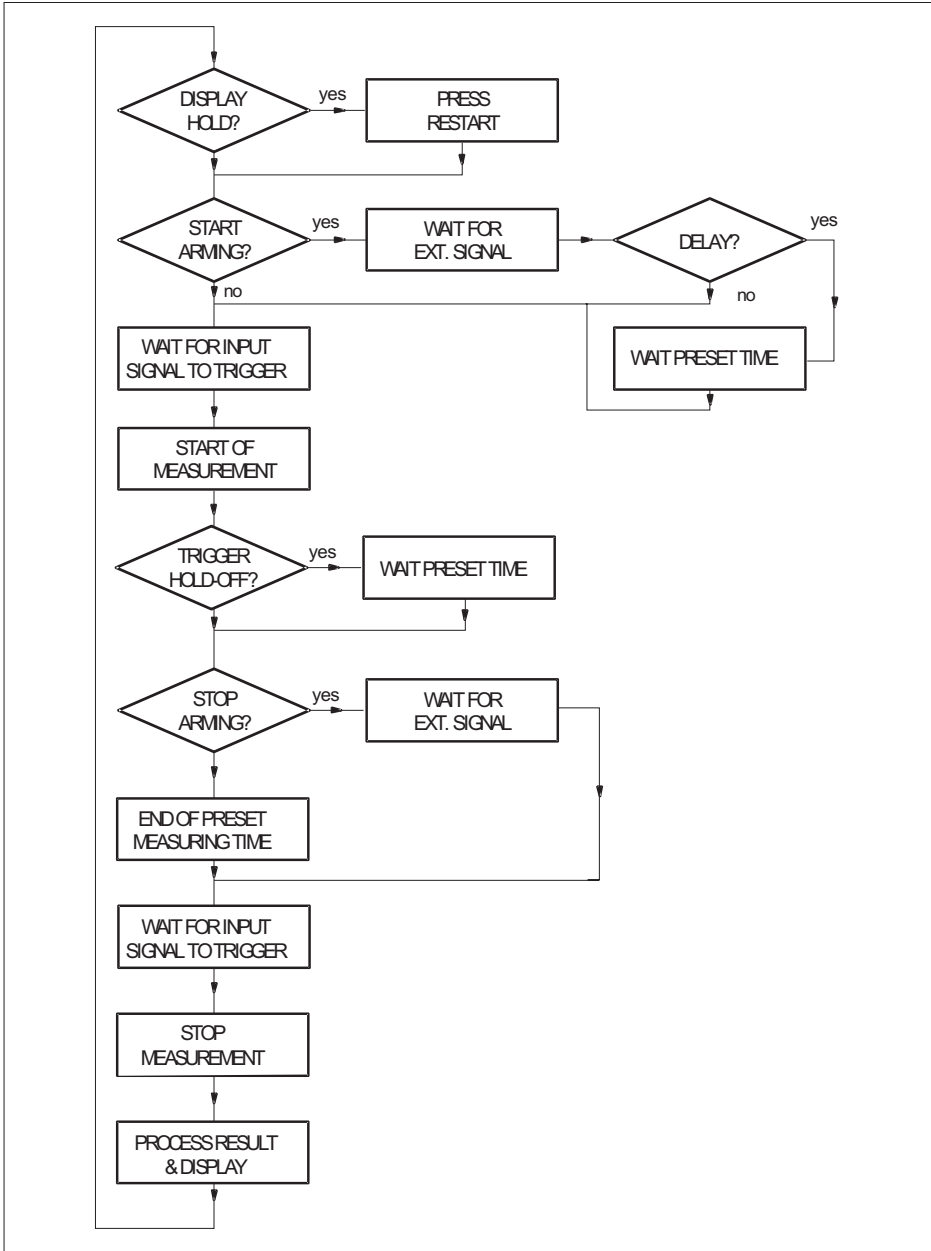 DISPLAY
HOLD?
yes
PRESS
RESTART
START
ARMING?
yes
WAIT FOR
EXT. SIGNAL
DELAY?
yes
no
no
WAIT FOR INPUT
SIGNAL TO TRIGGER
WAIT PRESET TIME
START OF
MEASUREMENT
TRIGGER
HOLD-OFF?
yes
WAIT PRESET TIME
STOP
ARMING?
yes
WAIT FOR
EXT. SIGNAL
END OF PRESET
MEASURING TIME
WAIT FOR INPUT
SIGNAL TO TRIGGER
STOP
MEASUREMENT
PROCESS RESULT
& DISPLAY